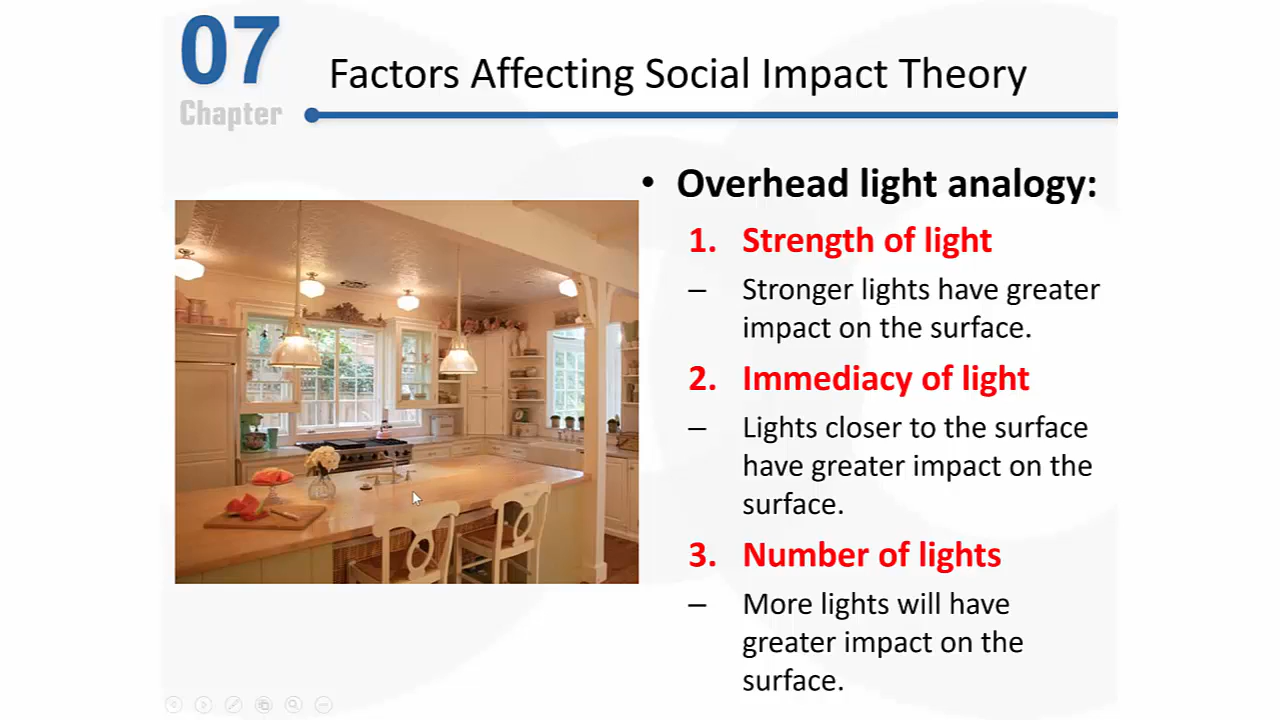 07
Chapter
Factors Affecting Social Impact Theory
• Overhead light analogy:
1. Strength of light
– Stronger lights have greater
impact on the surface.
2. Immediacy of light
– Lights closer to the surface
have greater impact on the
surface.
3. Number of lights
– More lights will have
greater impact on the
surface.